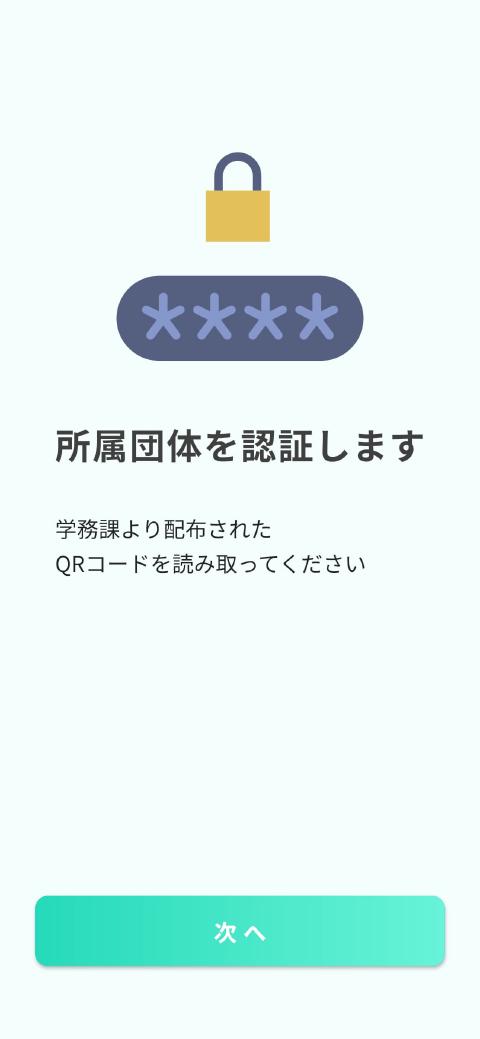 所属団体を認証します
学務課より配布された
QRコードを読み取ってください
次へ